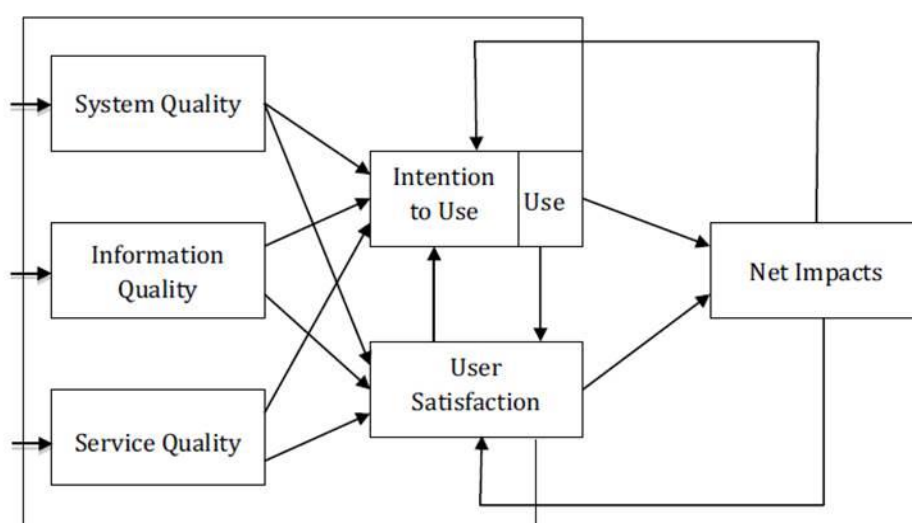 System Quality
Intention
to Use
Use
Information
Quality
Net Impacts
User
Satisfaction
Service Quality